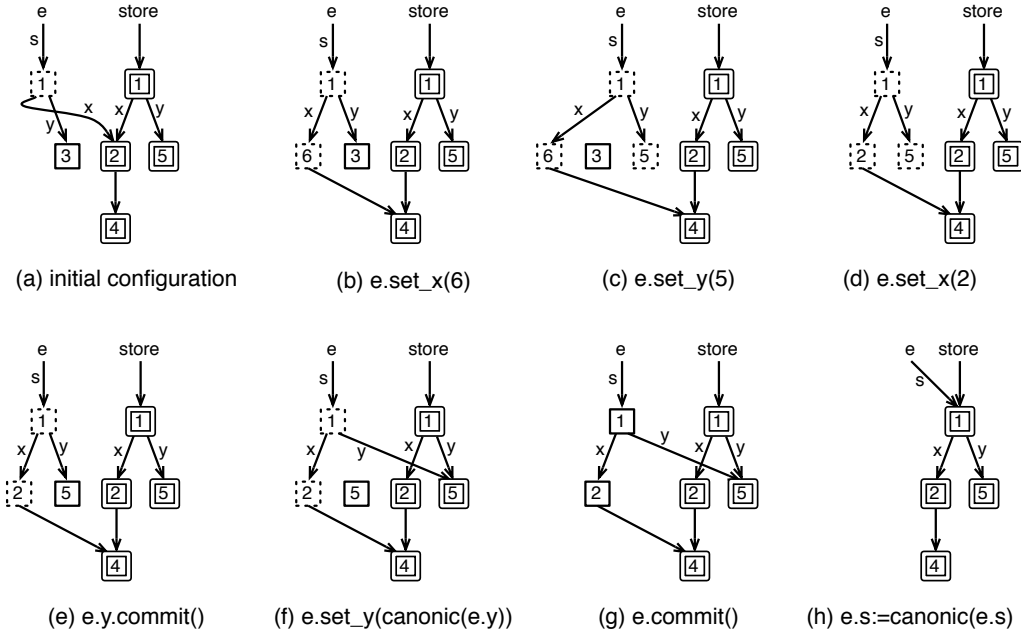 e store
s
1 1
x x y
y
3 2 5
4
(a) initial configuration
e store
s
1 1
x y x y
6 3 2 5
4
(b) e.set_x(6)
e store
s
1 1
x x y
6 3 5 2 5
4
(c) e.set_y(5)
e store
s
1 1
x y x y
2 5 2 5
4
(d) e.set_x(2)
e store
s
1 1
x y x y
2 5 2 5
4
(e) e.y.commit()
e store
s
1 1
x y x y
2 5 2 5
4
(f) e.set_y(canonic(e.y))
e store
s
1 1
x y x y
2 2 5
4
(g) e.commit()
e store
s
1
x y
2 5
4
(h) e.s:=canonic(e.s)